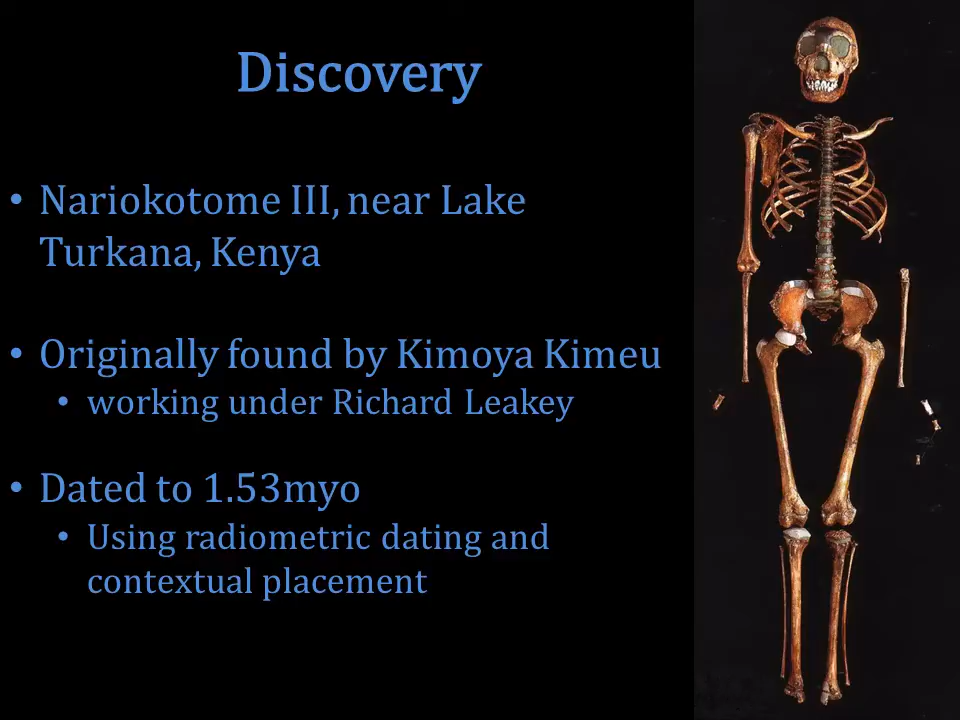 Discovery
• Nariokotome III, near Lake
Turkana, Kenya
• Originally found by Kimoya Kimeu
• working under Richard Leakey
• Dated to 1.53myo
• Using radiometric dating and
contextual placement